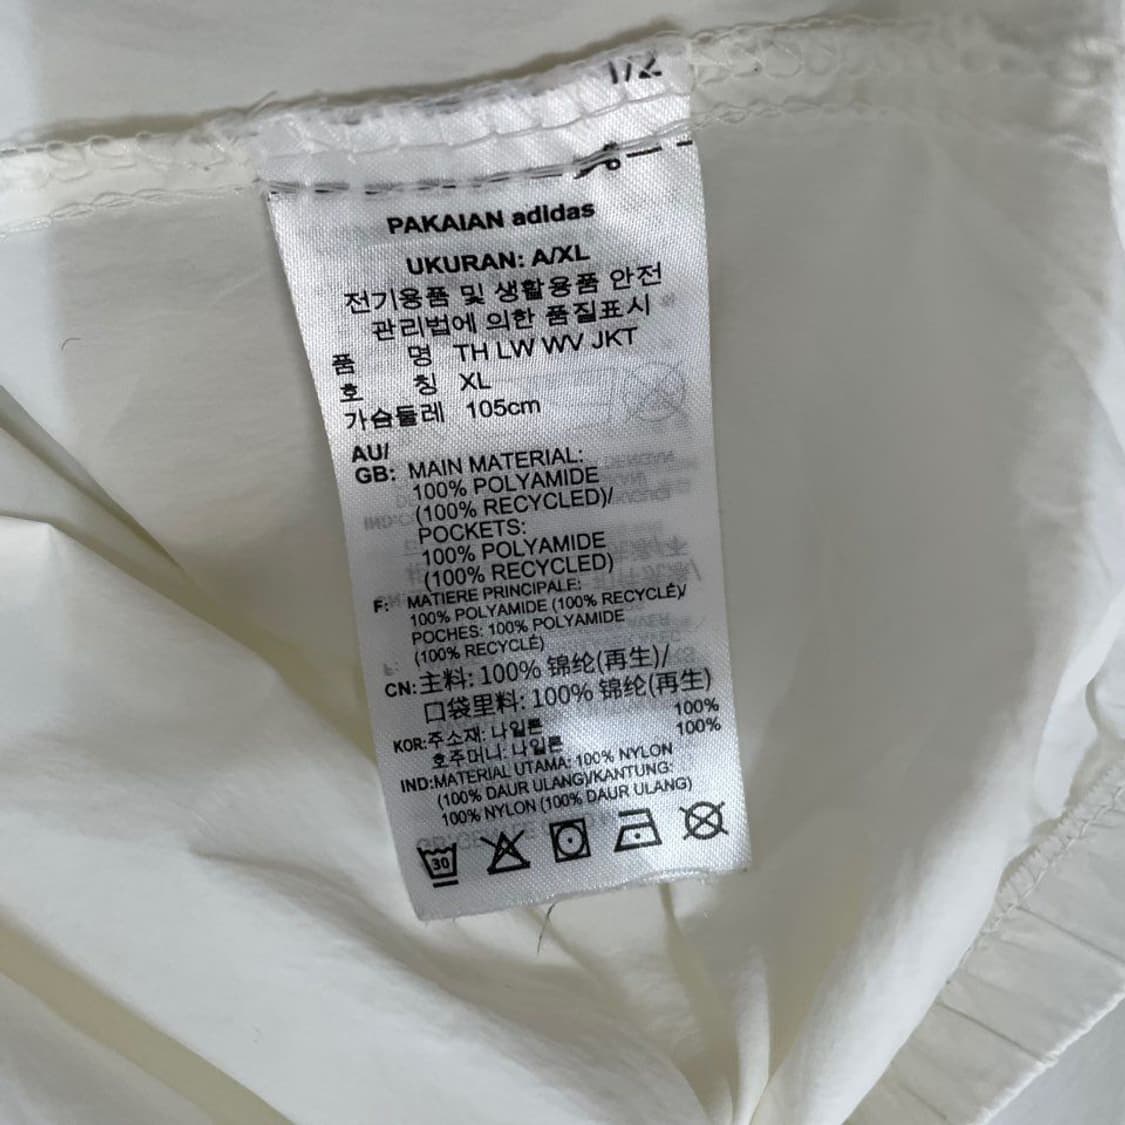 1/2
PAKAIAN adidas
UKURAN: A/XL
전기용품 및 생활용품 안전
관리법에 의한 품질표시
품 명 TH LW WV JKT
호 칭 XL
가슴둘레 105cm
AU/
GB: MAIN MATERIAL:
100% POLYAMIDE
(100% RECYCLED)/
POCKETS:
100% POLYAMIDE
(100% RECYCLED)
F: MATIERE PRINCIPALE:
100% POLYAMIDE (100% RECYCLÉ)/
POCHES: 100% POLYAMIDE
(100% RECYCLÉ)
CN: 主料: 100% 锦纶(再生)/
口袋里料: 100% 锦纶(再生)
KOR: 주소재: 나일론 100%
호주머니: 나일론 100%
IND: MATERIAL UTAMA: 100% NYLON
(100% DAUR ULANG)/KANTUNG:
100% NYLON (100% DAUR ULANG)
30